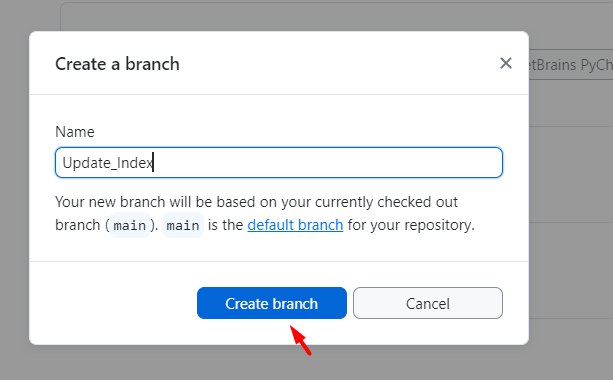 Create a branch
etBrains PyCh
Name
Update_Index
Your new branch will be based on your currently checked out
branch ( main ). main is the default branch for your repository.
Create branch
Cancel